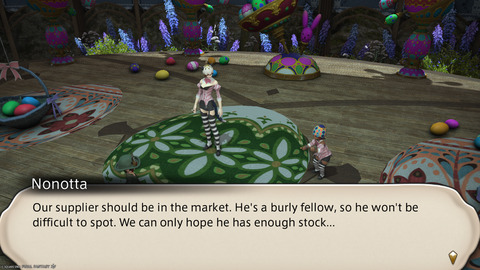 Nonotta
Our supplier should be in the market. He's a burly fellow, so he won't be
difficult to spot. We can only hope he has enough stock...